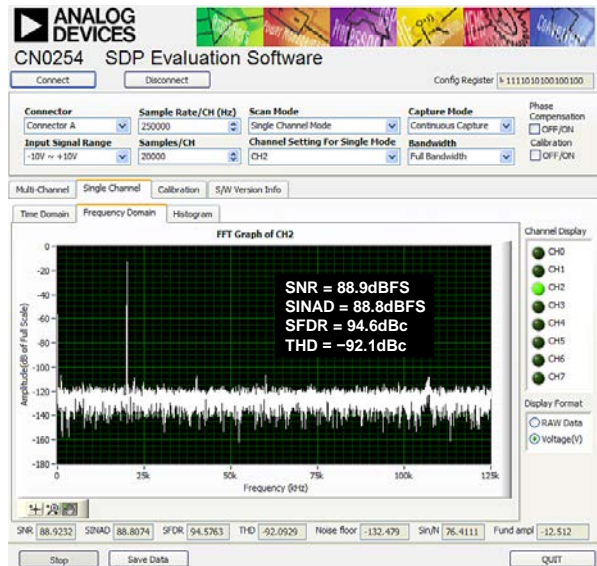 ANALOG
DEVICES
CN0254 SDP Evaluation Software
Connect Disconnect Config Register 1111010100100100
Connector Sample Rate/CH (Hz) Scan Mode Capture Mode Phase Compensation
Connector A 250000 Single Channel Mode Continuous Capture OFF/ON
Input Signal Range Samples/CH Channel Setting For Single Mode Bandwidth Calibration
-10V ~ +10V 20000 CH2 Full Bandwidth OFF/ON
Multi-Channel Single Channel Calibration S/W Version Info
Time Domain Frequency Domain Histogram
FFT Graph of CH2
Channel Display
CH0
CH1
CH2
CH3
CH4
CH5
CH6
CH7
Display Format
RAW Data
Voltage(V)
Amplitude(dB of Full Scale)
0
-20
-40
-60
-80
-100
-120
-140
-160
-180
SNR = 88.9dBFS
SINAD = 88.8dBFS
SFDR = 94.6dBc
THD = −92.1dBc
0 25k 50k 75k 100k 125k
Frequency (kHz)
SNR 88.9232 SINAD 88.8074 SFDR 94.5763 THD -92.0929 Noise floor -132.479 Sin/N 76.4111 Fund ampl -12.512
Stop Save Data QUIT